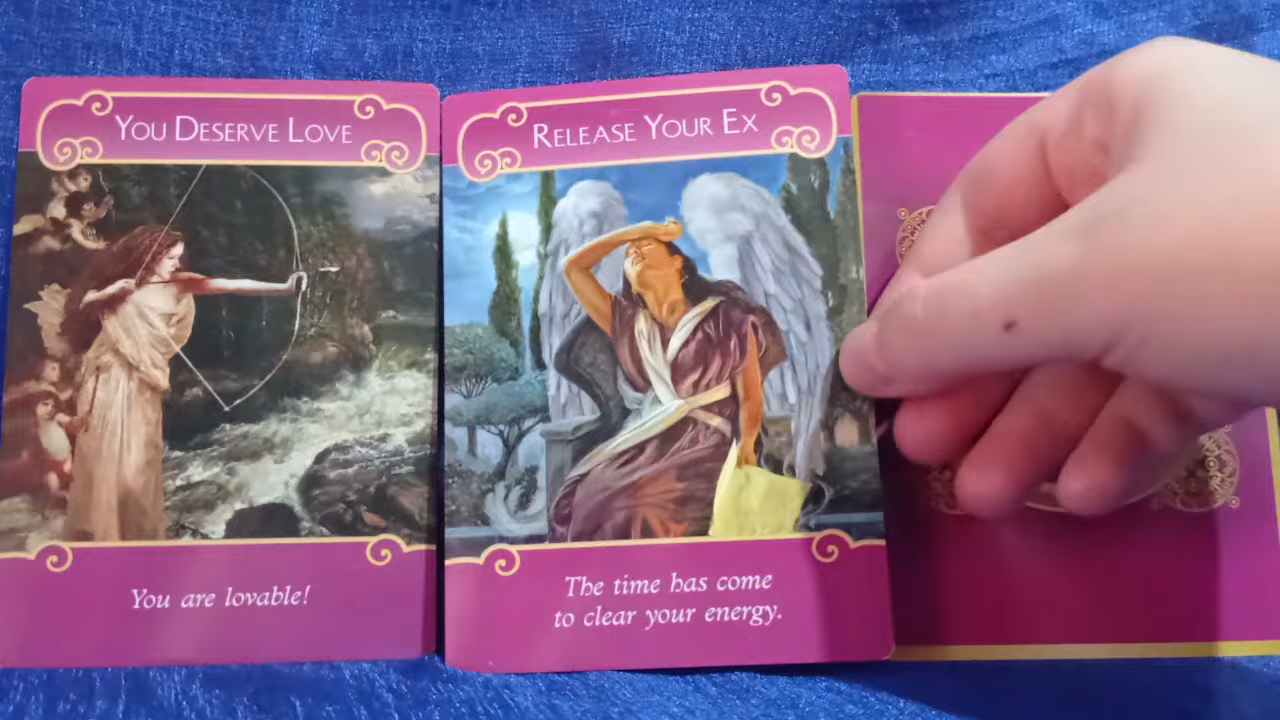 You Deserve Love
You are lovable!
Release Your Ex
The time has come
to clear your energy.